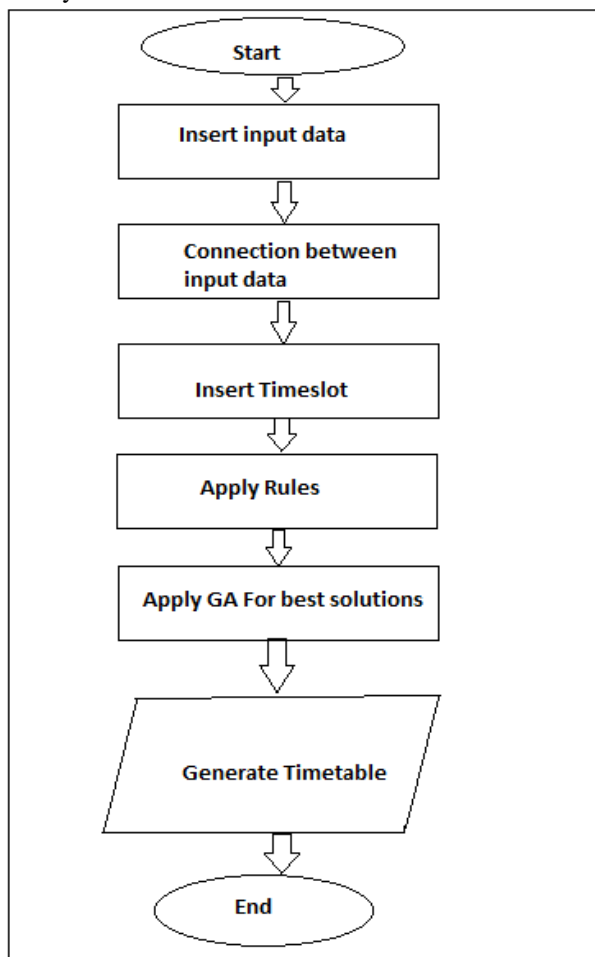 Start
Insert input data
Connection between
input data
Insert Timeslot
Apply Rules
Apply GA For best solutions
Generate Timetable
End